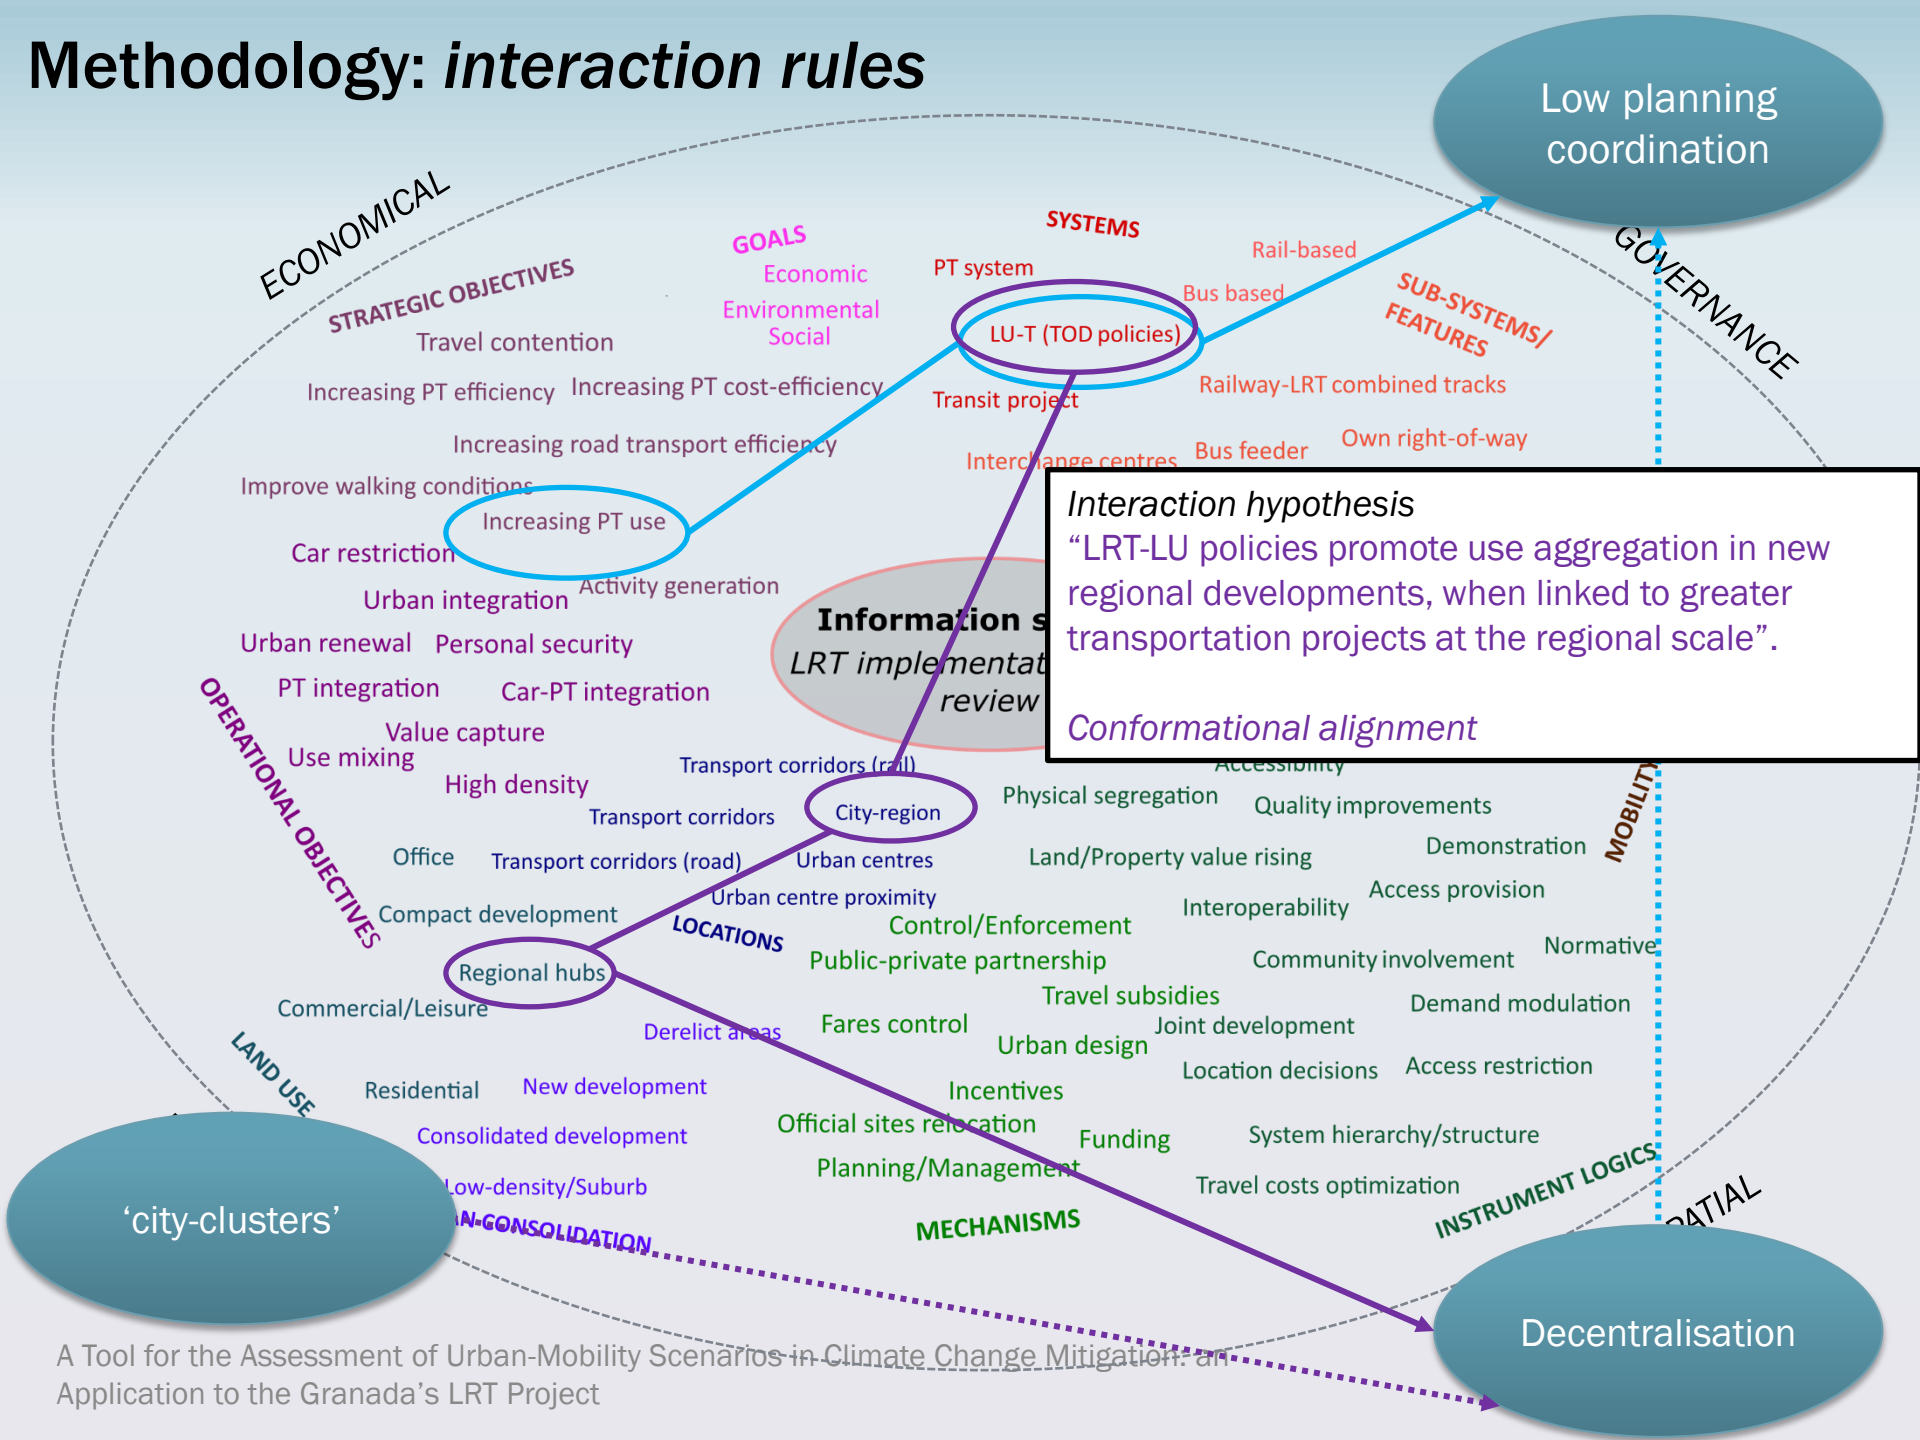 Methodology: interaction rules
Low planning
coordination
ECONOMICAL
GOVERNANCE
STRATEGIC OBJECTIVES
GOALS
Economic
Environmental
Social
SYSTEMS
PT system
LU-T (TOD policies)
Transit project
Interchange centres
Rail-based
Bus based
SUB-SYSTEMS/
FEATURES
Railway-LRT combined tracks
Bus feeder
Own right-of-way
Travel contention
Increasing PT efficiency
Increasing PT cost-efficiency
Increasing road transport efficiency
Improve walking conditions
Increasing PT use
Car restriction
Activity generation
Urban integration
Urban renewal
Personal security
PT integration
Car-PT integration
Value capture
Use mixing
High density
OPERATIONAL OBJECTIVES
Information s
LRT implementat
review
Interaction hypothesis
“LRT-LU policies promote use aggregation in new
regional developments, when linked to greater
transportation projects at the regional scale”.
Conformational alignment
Transport corridors (rail)
City-region
Transport corridors
Transport corridors (road)
Urban centres
Urban centre proximity
LOCATIONS
Office
Compact development
Regional hubs
Commercial/Leisure
Residential
LAND USE
Derelict areas
New development
Consolidated development
Low-density/Suburb
AN CONSOLIDATION
Accessibility
Physical segregation
Quality improvements
MOBILITY
Land/Property value rising
Demonstration
Access provision
Interoperability
Control/Enforcement
Public-private partnership
Community involvement
Normative
Travel subsidies
Demand modulation
Fares control
Joint development
Urban design
Location decisions
Access restriction
Incentives
Official sites relocation
Funding
System hierarchy/structure
Planning/Management
Travel costs optimization
MECHANISMS
INSTRUMENT LOGICS
PATIAL
‘city-clusters’
Decentralisation
A Tool for the Assessment of Urban-Mobility Scenarios in Climate Change Mitigation: an
Application to the Granada’s LRT Project